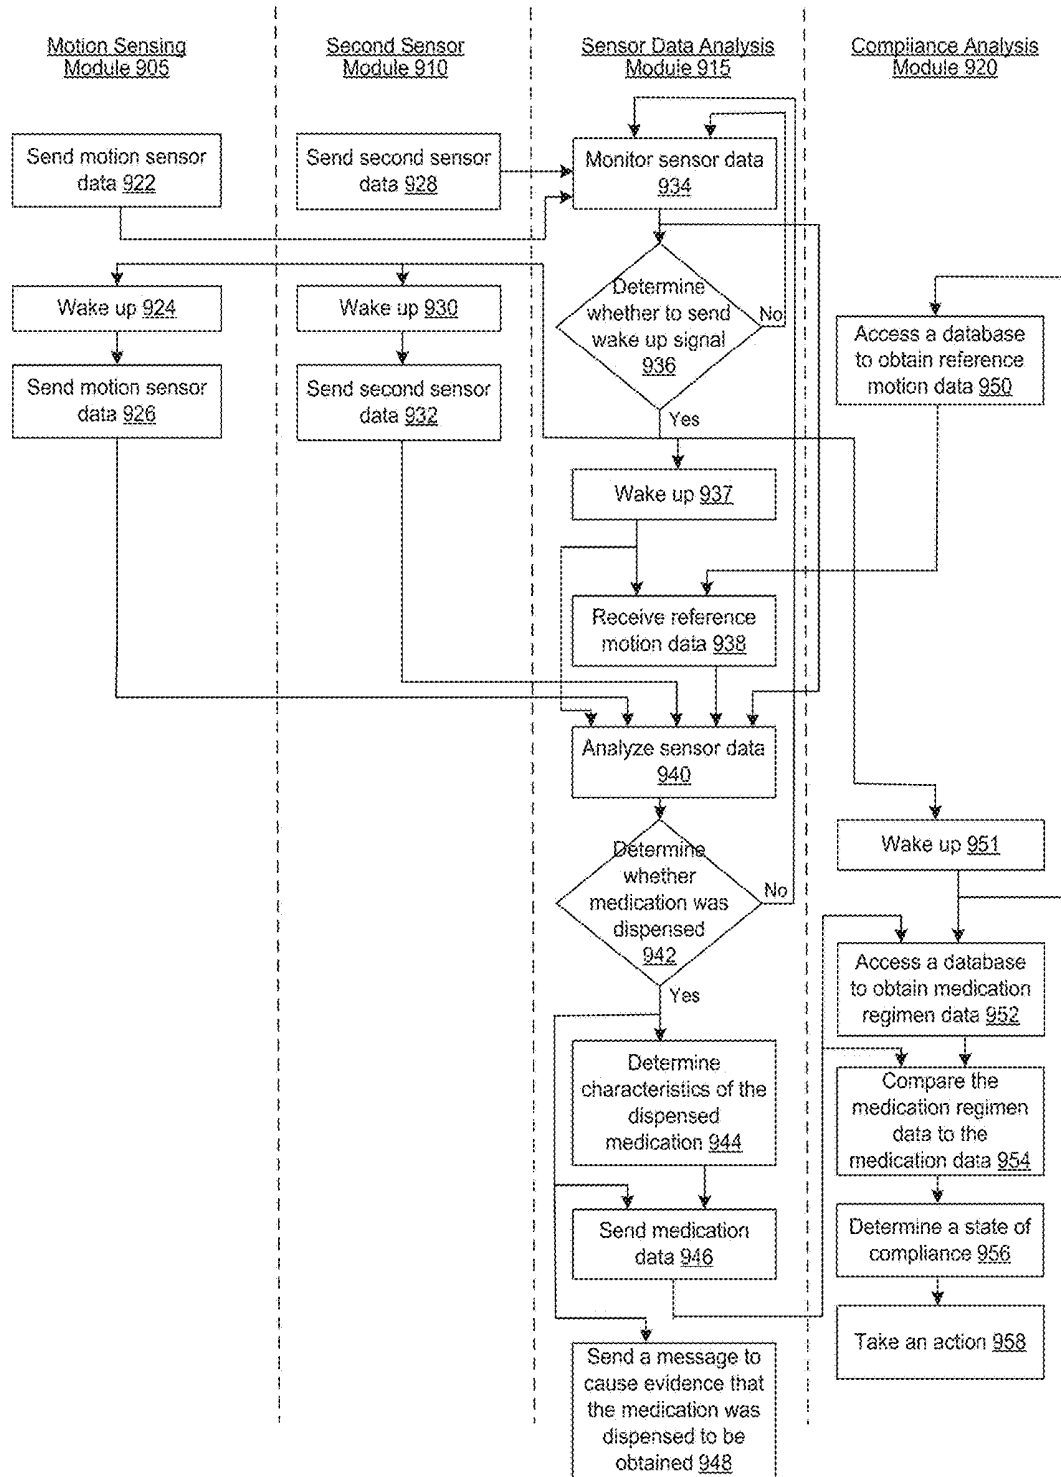 Motion Sensing
Module 905
Second Sensor
Module 910
Sensor Data Analysis
Module 915
Compliance Analysis
Module 920
Send motion sensor
data 922
Send second sensor
data 928
Monitor sensor data
934
Wake up 924
Wake up 930
Determine
whether to send
wake up signal
936
No
Yes
Access a database
to obtain reference
motion data 950
Send motion sensor
data 926
Send second sensor
data 932
Wake up 937
Receive reference
motion data 938
Analyze sensor data
940
Wake up 951
Determine
whether
medication was
dispensed
942
No
Yes
Access a database
to obtain medication
regimen data 952
Determine
characteristics of the
dispensed
medication 944
Compare the
medication regimen
data to the
medication data 954
Send medication
data 946
Determine a state of
compliance 956
Take an action 958
Send a message to
cause evidence that
the medication was
dispensed to be
obtained 948